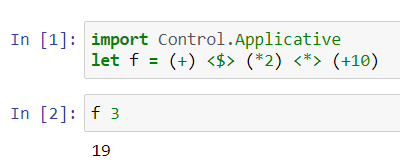 In [1]: import Control.Applicative
let f = (+) <$> (*2) <*> (+10)
In [2]: f 3
19